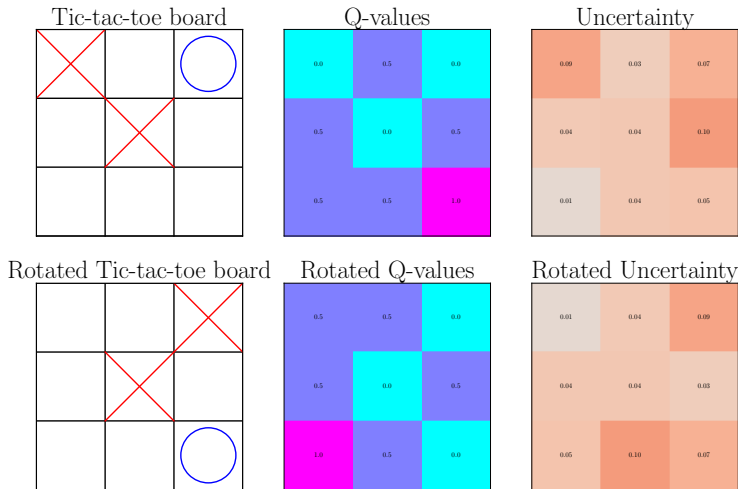 Tic-tac-toe board Q-values Uncertainty
0.0 0.5 0.0 0.09 0.03 0.07
0.5 0.0 0.5 0.04 0.04 0.10
0.5 0.5 1.0 0.01 0.04 0.05
Rotated Tic-tac-toe board Rotated Q-values Rotated Uncertainty
0.5 0.5 0.0 0.01 0.04 0.09
0.5 0.0 0.5 0.04 0.04 0.03
1.0 0.5 0.0 0.05 0.10 0.07